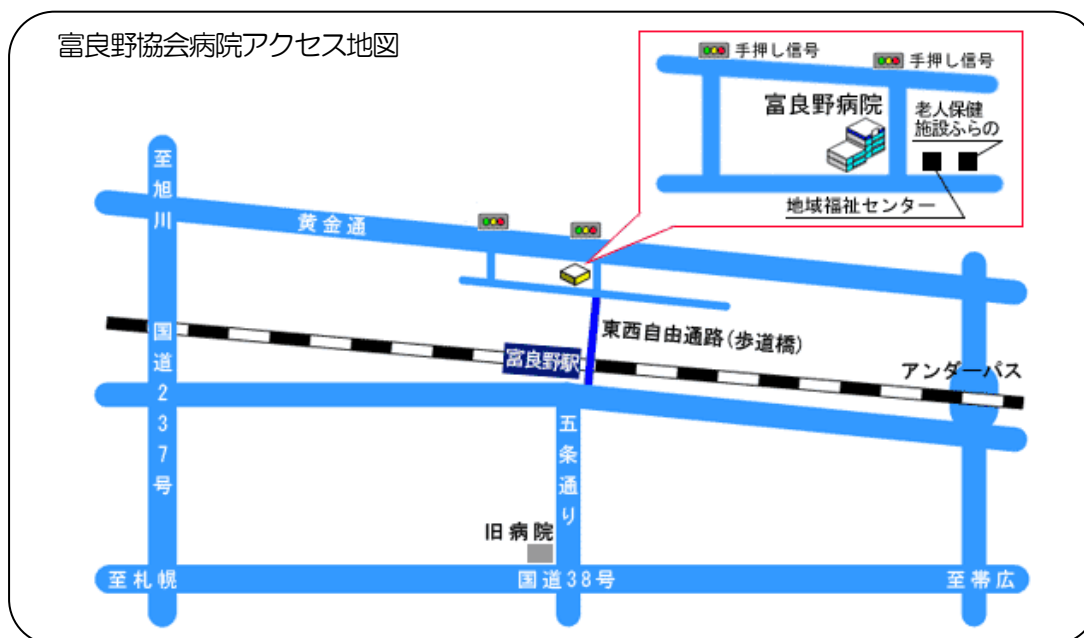 富良野協会病院アクセス地図
手押し信号
手押し信号
富良野病院
老人保健
施設ふらの
地域福祉センター
至旭川
黄金通
国道237号
東西自由通路(歩道橋)
富良野駅
アンダーパス
五条通り
旧病院
至札幌
国道38号
至帯広